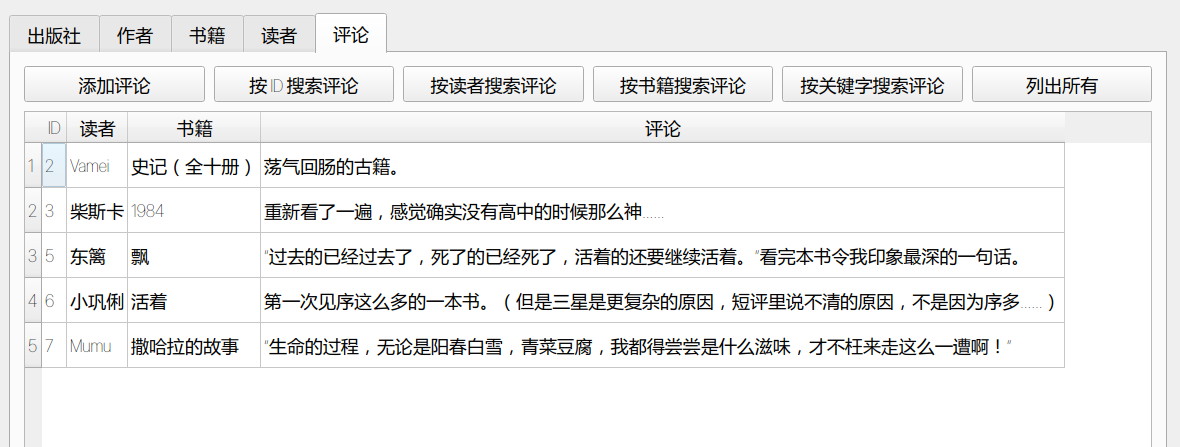 出版社 作者 书籍 读者 评论
添加评论 按 ID 搜索评论 按读者搜索评论 按书籍搜索评论 按关键字搜索评论 列出所有
ID 读者 书籍 评论
1 2 Vamei 史记（全十册） 荡气回肠的古籍。
2 3 柴斯卡 1984 重新看了一遍，感觉确实没有高中的时候那么神……
3 5 东篱 飘 “过去的已经过去了，死了的已经死了，活着的还要继续活着。”看完本书令我印象最深的一句话。
4 6 小巩俐 活着 第一次见序这么多的一本书。（但是三星是更复杂的原因，短评里说不清的原因，不是因为序多……）
5 7 Mumu 撒哈拉的故事 “生命的过程，无论是阳春白雪，青菜豆腐，我都得尝尝是什么滋味，才不枉来走这么一遭啊！”